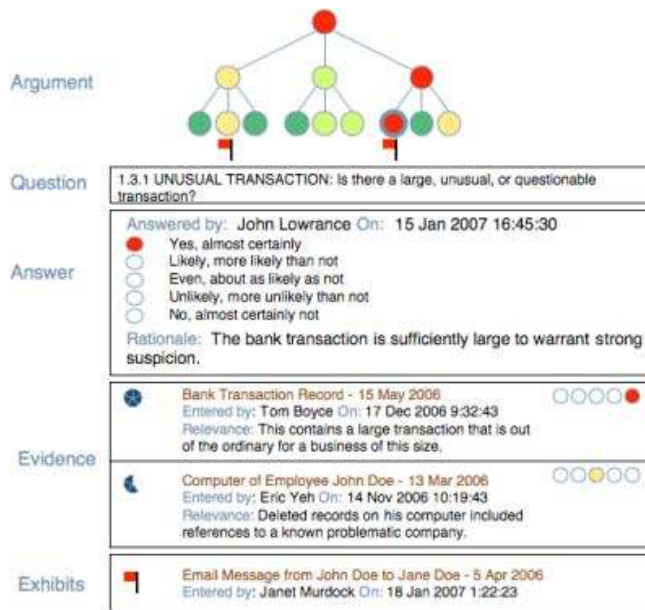 Argument
Question
1.3.1 UNUSUAL TRANSACTION: Is there a large, unusual, or questionable
transaction?
Answer
Answered by: John Lowrance On: 15 Jan 2007 16:45:30
Yes, almost certainly
Likely, more likely than not
Even, about as likely as not
Unlikely, more unlikely than not
No, almost certainly not
Rationale: The bank transaction is sufficiently large to warrant strong
suspicion.
Evidence
Bank Transaction Record - 15 May 2006
Entered by: Tom Boyce On: 17 Dec 2006 9:32:43
Relevance: This contains a large transaction that is out
of the ordinary for a business of this size.
Computer of Employee John Doe - 13 Mar 2006
Entered by: Eric Yeh On: 14 Nov 2006 10:19:43
Relevance: Deleted records on his computer included
references to a known problematic company.
Exhibits
Email Message from John Doe to Jane Doe - 5 Apr 2006
Entered by: Janet Murdock On: 18 Jan 2007 1:22:23